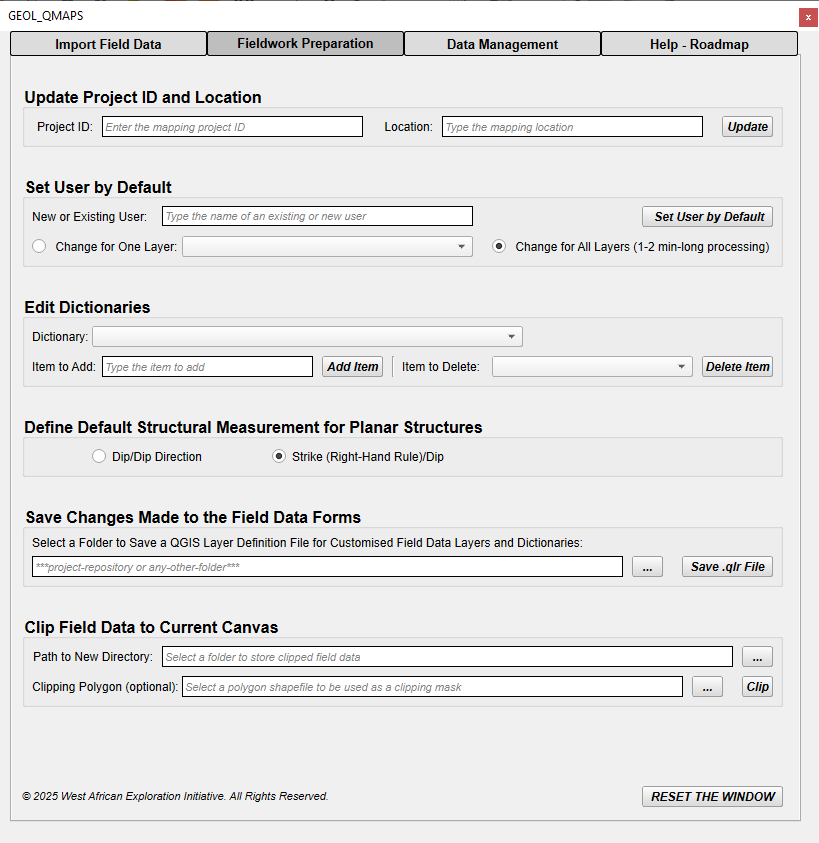 GEOL_QMAPS
x
Import Field Data Fieldwork Preparation Data Management Help - Roadmap
Update Project ID and Location
Project ID: Enter the mapping project ID Location: Type the mapping location Update
Set User by Default
New or Existing User: Type the name of an existing or new user Set User by Default
Change for One Layer: Change for All Layers (1-2 min-long processing)
Edit Dictionaries
Dictionary:
Item to Add: Type the item to add Add Item Item to Delete: Delete Item
Define Default Structural Measurement for Planar Structures
Dip/Dip Direction Strike (Right-Hand Rule)/Dip
Save Changes Made to the Field Data Forms
Select a Folder to Save a QGIS Layer Definition File for Customised Field Data Layers and Dictionaries:
***project-repository or any-other-folder*** ... Save .qlr File
Clip Field Data to Current Canvas
Path to New Directory: Select a folder to store clipped field data ...
Clipping Polygon (optional): Select a polygon shapefile to be used as a clipping mask ... Clip
© 2025 West African Exploration Initiative. All Rights Reserved. RESET THE WINDOW